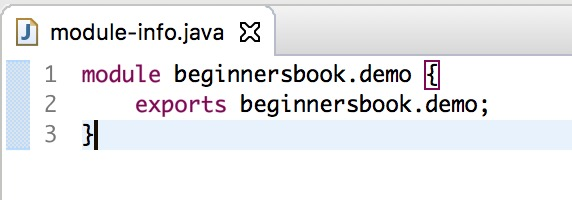 module-info.java
1 module beginnersbook.demo {
2     exports beginnersbook.demo;
3 }